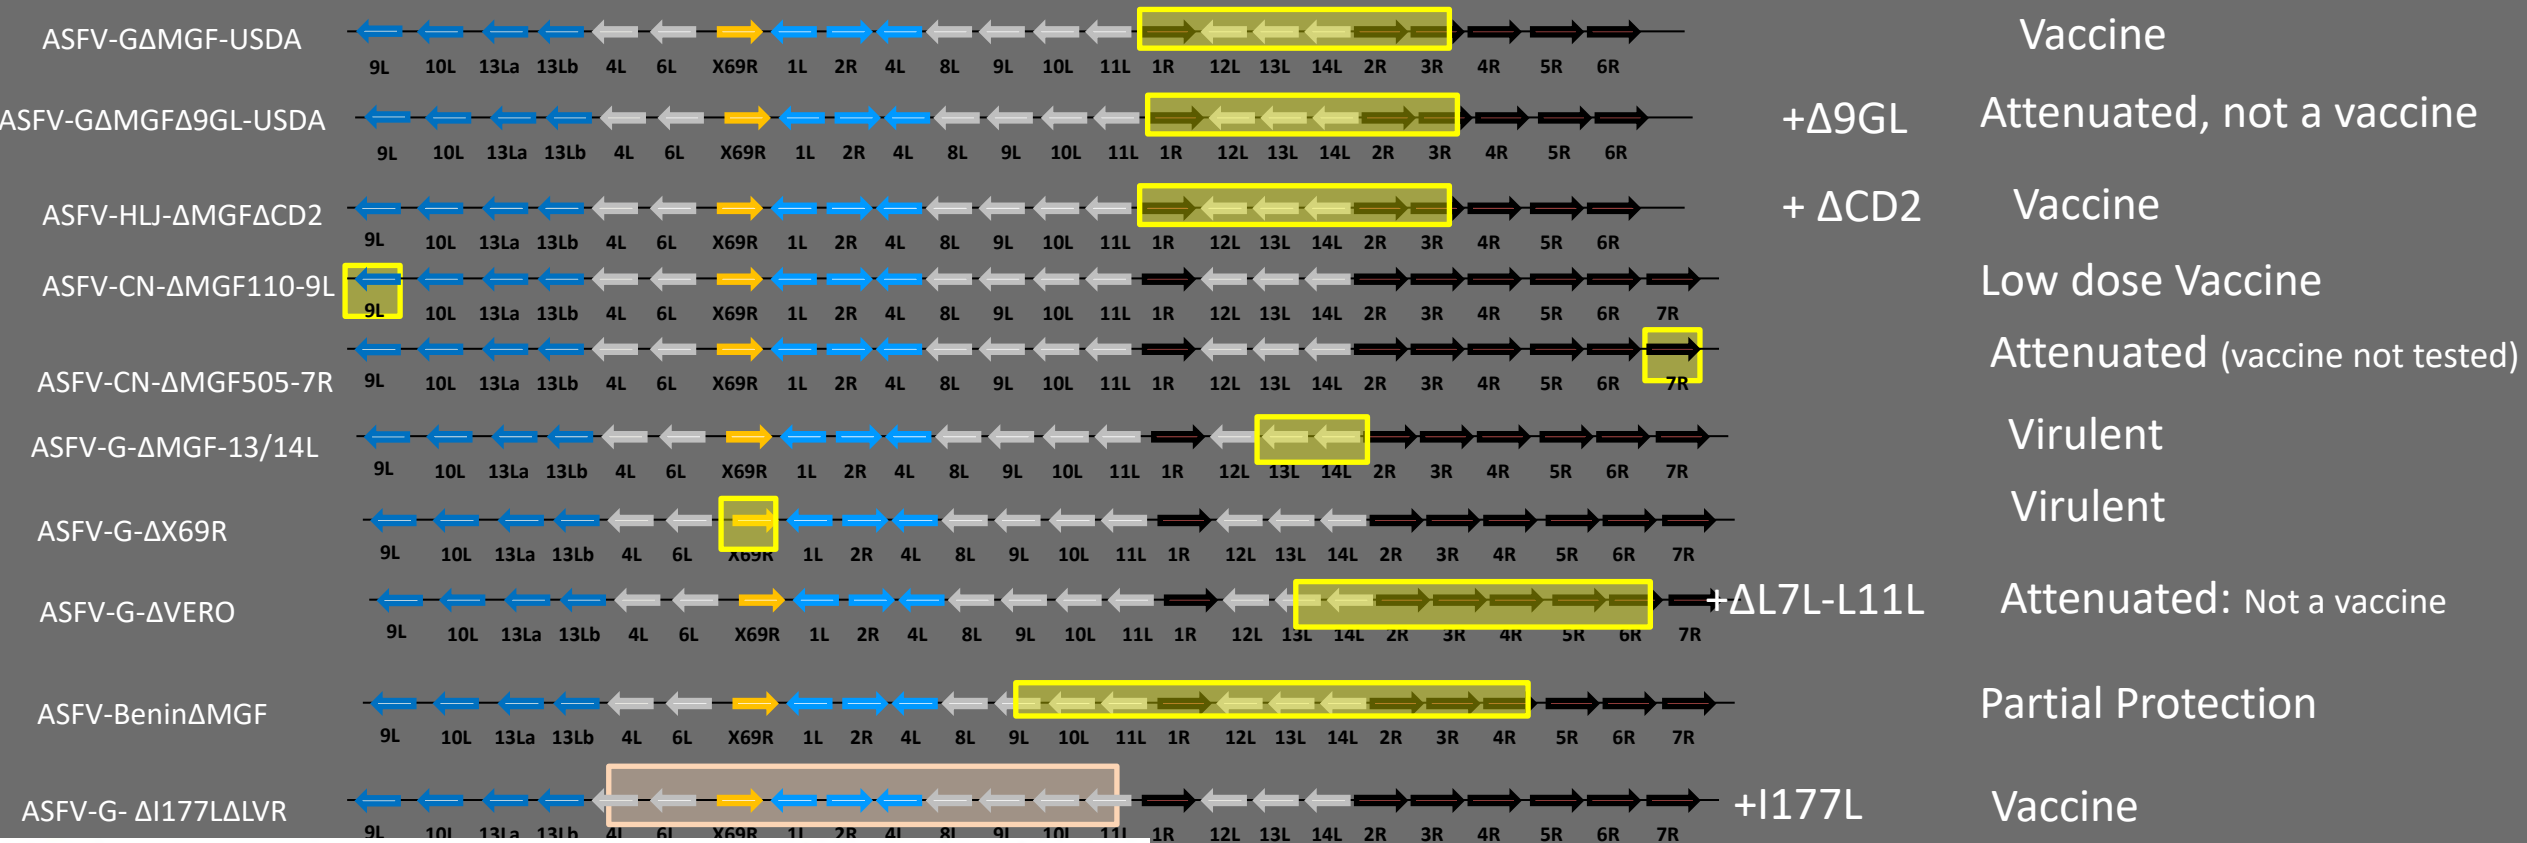 ASFV-GΔMGF-USDA Vaccine
9L 10L 13La 13Lb 4L 6L X69R 1L 2R 4L 8L 9L 10L 11L 1R 12L 13L 14L 2R 3R 4R 5R 6R
ASFV-GΔMGFΔ9GL-USDA +Δ9GL Attenuated, not a vaccine
9L 10L 13La 13Lb 4L 6L X69R 1L 2R 4L 8L 9L 10L 11L 1R 12L 13L 14L 2R 3R 4R 5R 6R
ASFV-HLJ-ΔMGFΔCD2 + ΔCD2 Vaccine
9L 10L 13La 13Lb 4L 6L X69R 1L 2R 4L 8L 9L 10L 11L 1R 12L 13L 14L 2R 3R 4R 5R 6R
ASFV-CN-ΔMGF110-9L Low dose Vaccine
9L 10L 13La 13Lb 4L 6L X69R 1L 2R 4L 8L 9L 10L 11L 1R 12L 13L 14L 2R 3R 4R 5R 6R 7R
ASFV-CN-ΔMGF505-7R Attenuated (vaccine not tested)
9L 10L 13La 13Lb 4L 6L X69R 1L 2R 4L 8L 9L 10L 11L 1R 12L 13L 14L 2R 3R 4R 5R 6R 7R
ASFV-G-ΔMGF-13/14L Virulent
9L 10L 13La 13Lb 4L 6L X69R 1L 2R 4L 8L 9L 10L 11L 1R 12L 13L 14L 2R 3R 4R 5R 6R 7R
ASFV-G-ΔX69R Virulent
9L 10L 13La 13Lb 4L 6L X69R 1L 2R 4L 8L 9L 10L 11L 1R 12L 13L 14L 2R 3R 4R 5R 6R 7R
ASFV-G-ΔVERO +ΔL7L-L11L Attenuated: Not a vaccine
9L 10L 13La 13Lb 4L 6L X69R 1L 2R 4L 8L 9L 10L 11L 1R 12L 13L 14L 2R 3R 4R 5R 6R 7R
ASFV-BeninΔMGF Partial Protection
9L 10L 13La 13Lb 4L 6L X69R 1L 2R 4L 8L 9L 10L 11L 1R 12L 13L 14L 2R 3R 4R 5R 6R 7R
ASFV-G- ΔI177LΔLVR +I177L Vaccine
9L 10L 13La 13Lb 4L 6L X69R 1L 2R 4L 8L 9L 10L 11L 1R 12L 13L 14L 2R 3R 4R 5R 6R 7R